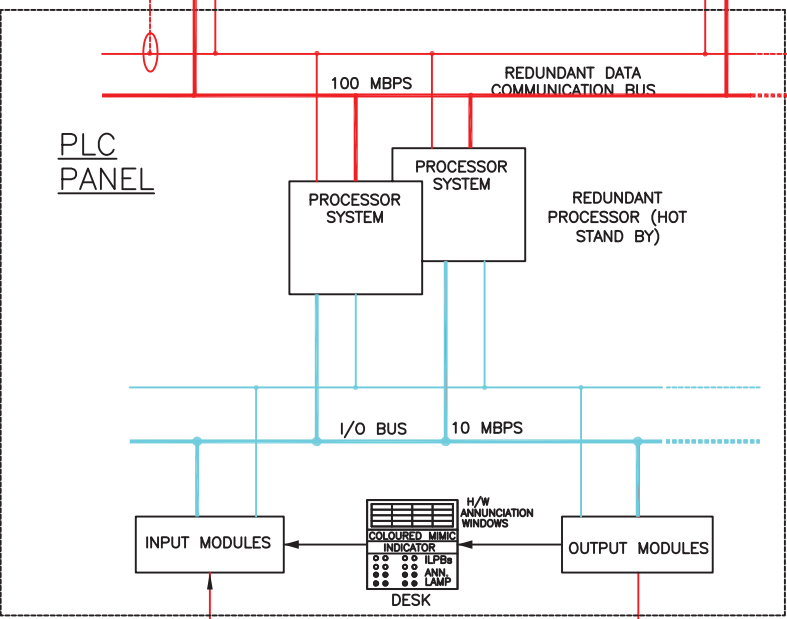 100 MBPS
REDUNDANT DATA
COMMUNICATION BUS
PLC
PANEL
PROCESSOR
SYSTEM
PROCESSOR
SYSTEM
REDUNDANT
PROCESSOR (HOT
STAND BY)
I/O BUS
10 MBPS
INPUT MODULES
H/W
ANNUNCIATION
WINDOWS
COLOURED MIMIC
INDICATOR
ILPBs
ANN.
LAMP
DESK
OUTPUT MODULES